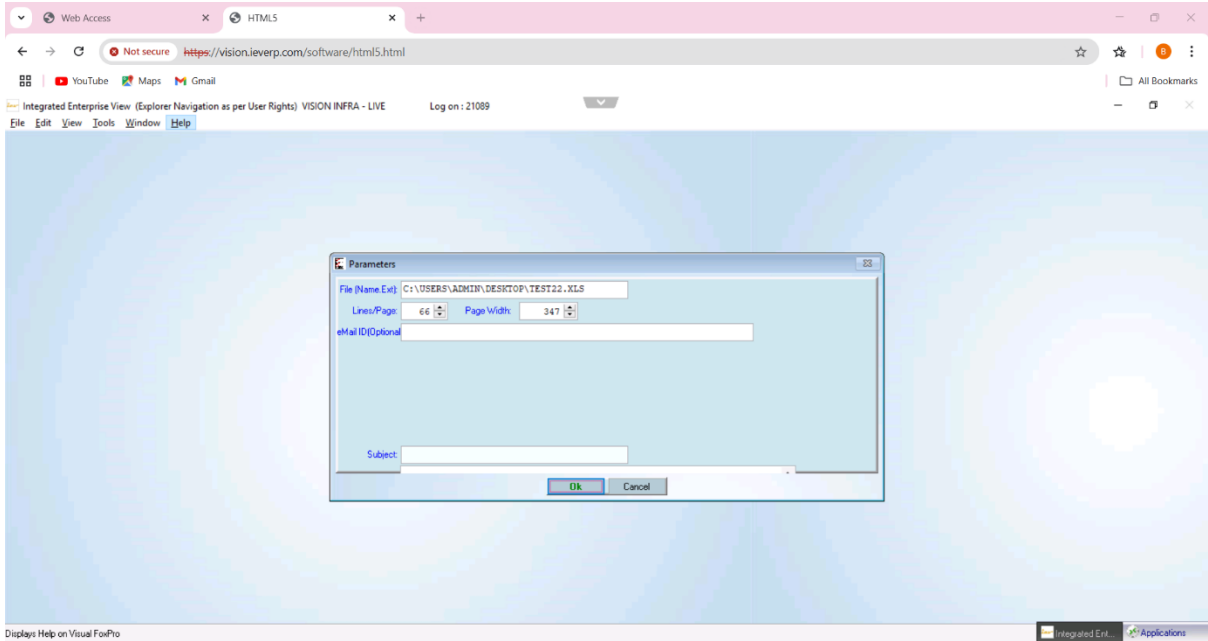 Web Access
HTML5
Not secure https://vision.ieverp.com/software/html5.html
B
YouTube Maps Gmail All Bookmarks
Integrated Enterprise View (Explorer Navigation as per User Rights) VISION INFRA - LIVE Log on : 21089
File Edit View Tools Window Help
Parameters
File (Name.Ext): C:\USERS\ADMIN\DESKTOP\TEST22.XLS
Lines/Page: 66 Page Width: 347
eMail ID(Optional
Subject:
Ok Cancel
Displays Help on Visual FoxPro
Integrated Ent... Applications